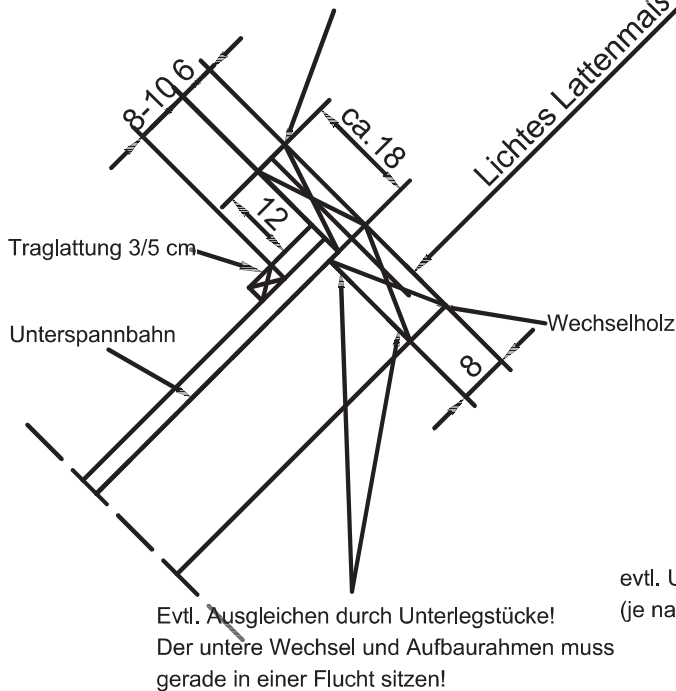 8-10
6
ca. 18
Lichtes Lattenmaß
12
Traglattung 3/5 cm
Unterspannbahn
Wechselholz
8
evtl.
(je
Evtl. Ausgleichen durch Unterlegstücke!
Der untere Wechsel und Aufbaurahmen muss
gerade in einer Flucht sitzen!